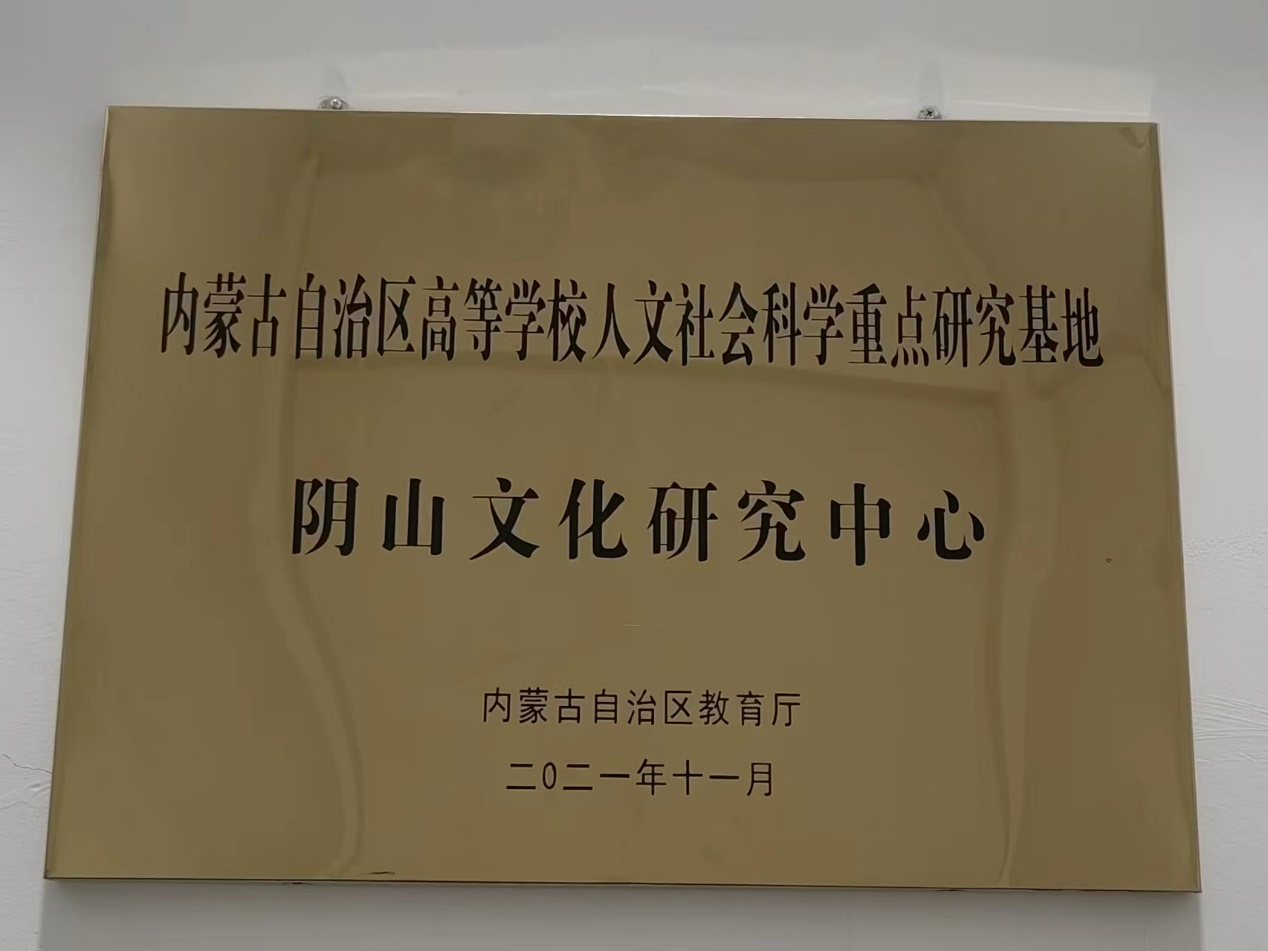 内蒙古自治区高等学校人文社会科学重点研究基地
阴山文化研究中心
内蒙古自治区教育厅
二〇二一年十一月